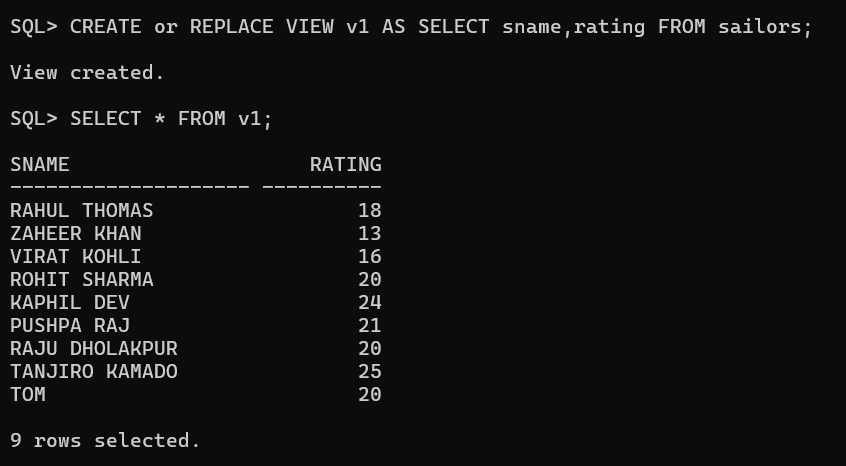 SQL> CREATE or REPLACE VIEW v1 AS SELECT sname,rating FROM sailors;
View created.
SQL> SELECT * FROM v1;
SNAME                    RATING
-------------------- ----------
RAHUL THOMAS                 18
ZAHEER KHAN                  13
VIRAT KOHLI                  16
ROHIT SHARMA                 20
KAPHIL DEV                   24
PUSHPA RAJ                   21
RAJU DHOLAKPUR               20
TANJIRO KAMADO               25
TOM                          20
9 rows selected.